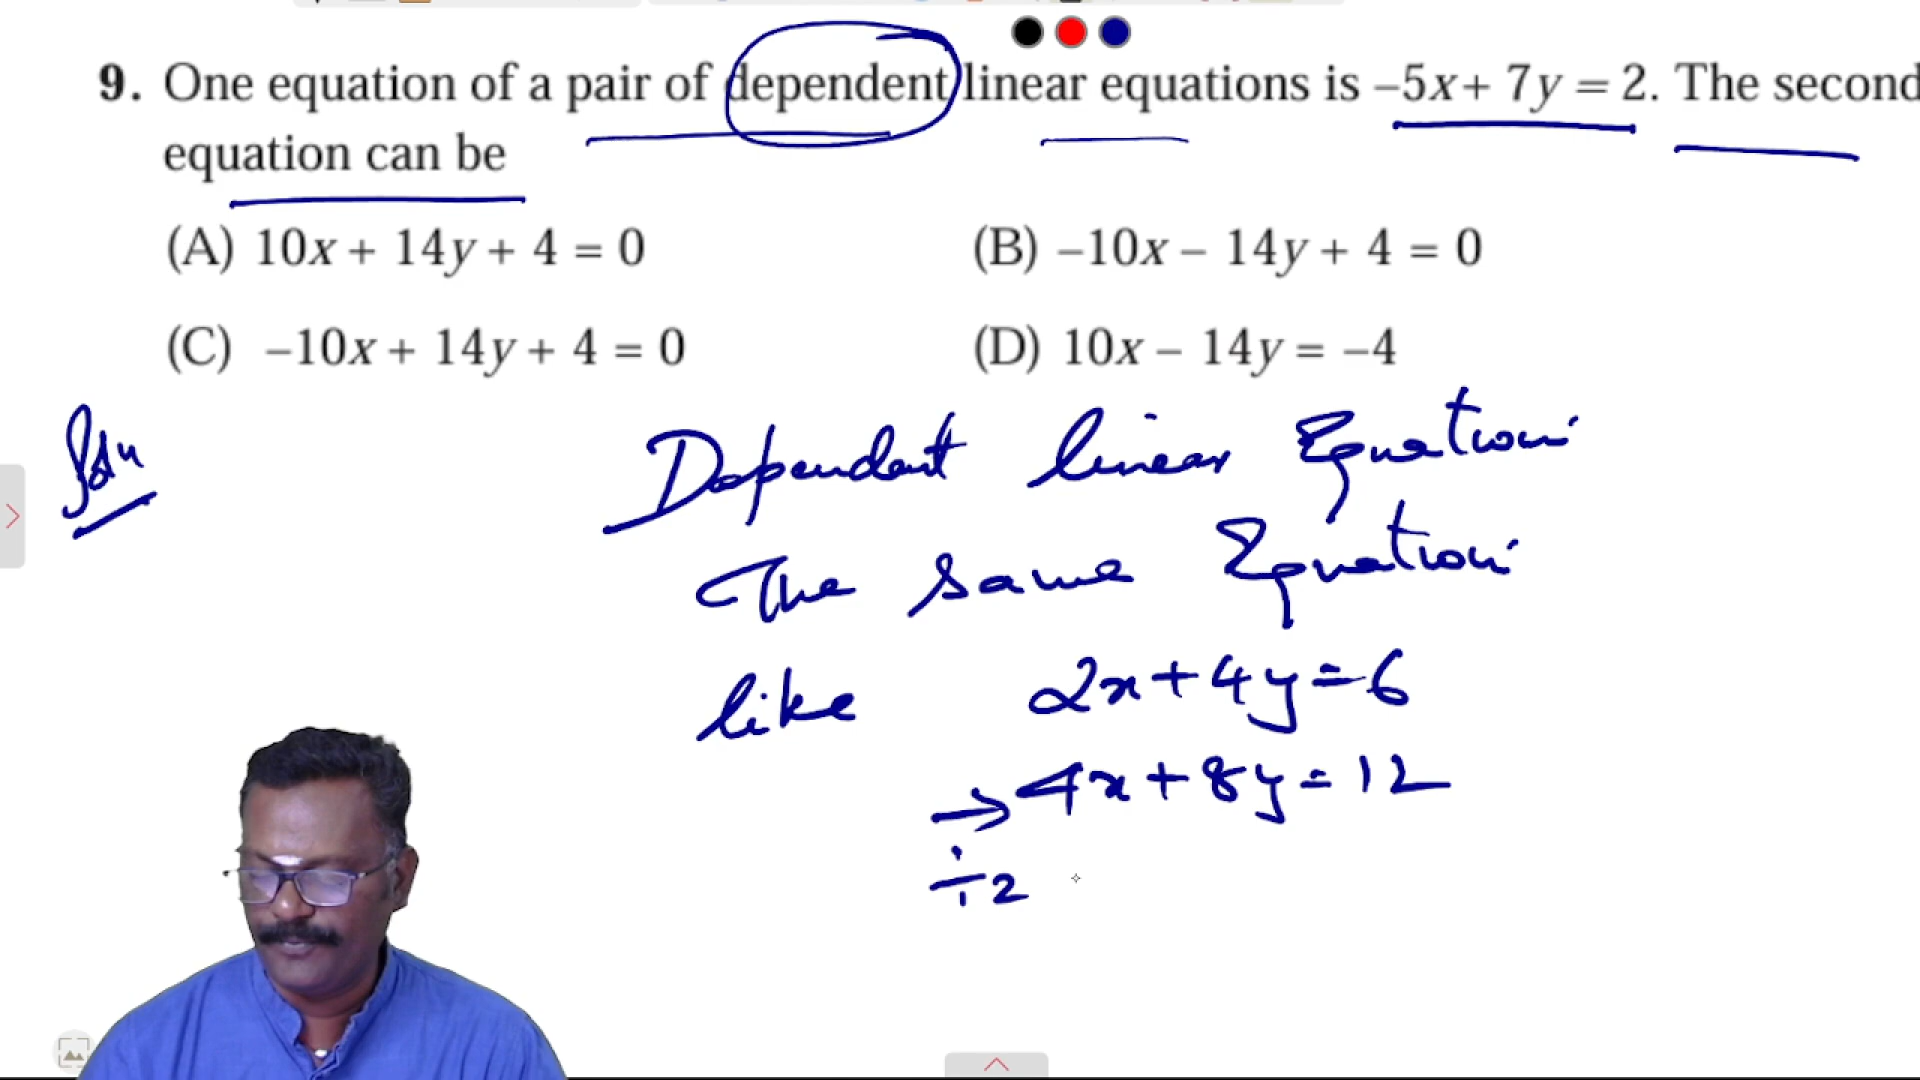 9. One equation of a pair of dependent linear equations is –5x + 7y = 2. The second
equation can be
(A) 10x + 14y + 4 = 0 (B) –10x – 14y + 4 = 0
(C) –10x + 14y + 4 = 0 (D) 10x – 14y = –4
Soln Dependent linear Equation
The same Equation
like 2x+4y=6
→ 4x+8y=12
÷2